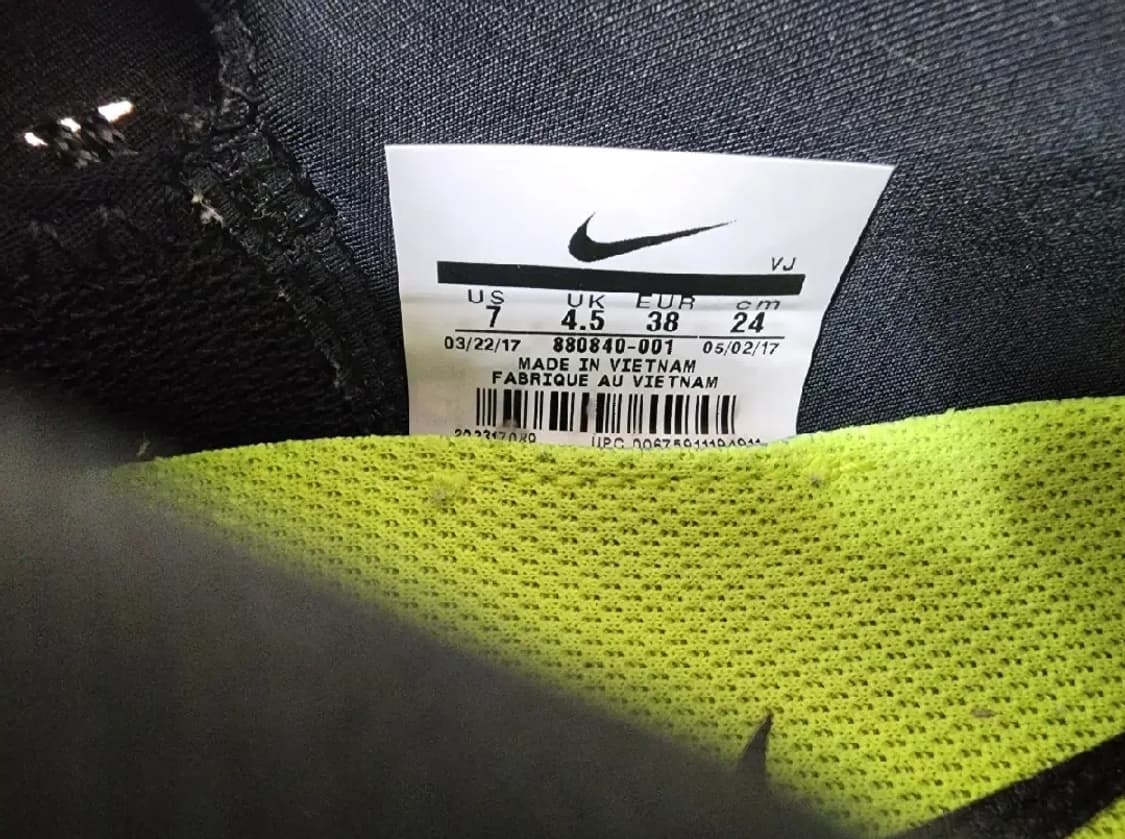 VJ
US UK EUR cm
7 4.5 38 24
03/22/17 880840-001 05/02/17
MADE IN VIETNAM
FABRIQUE AU VIETNAM
UPC